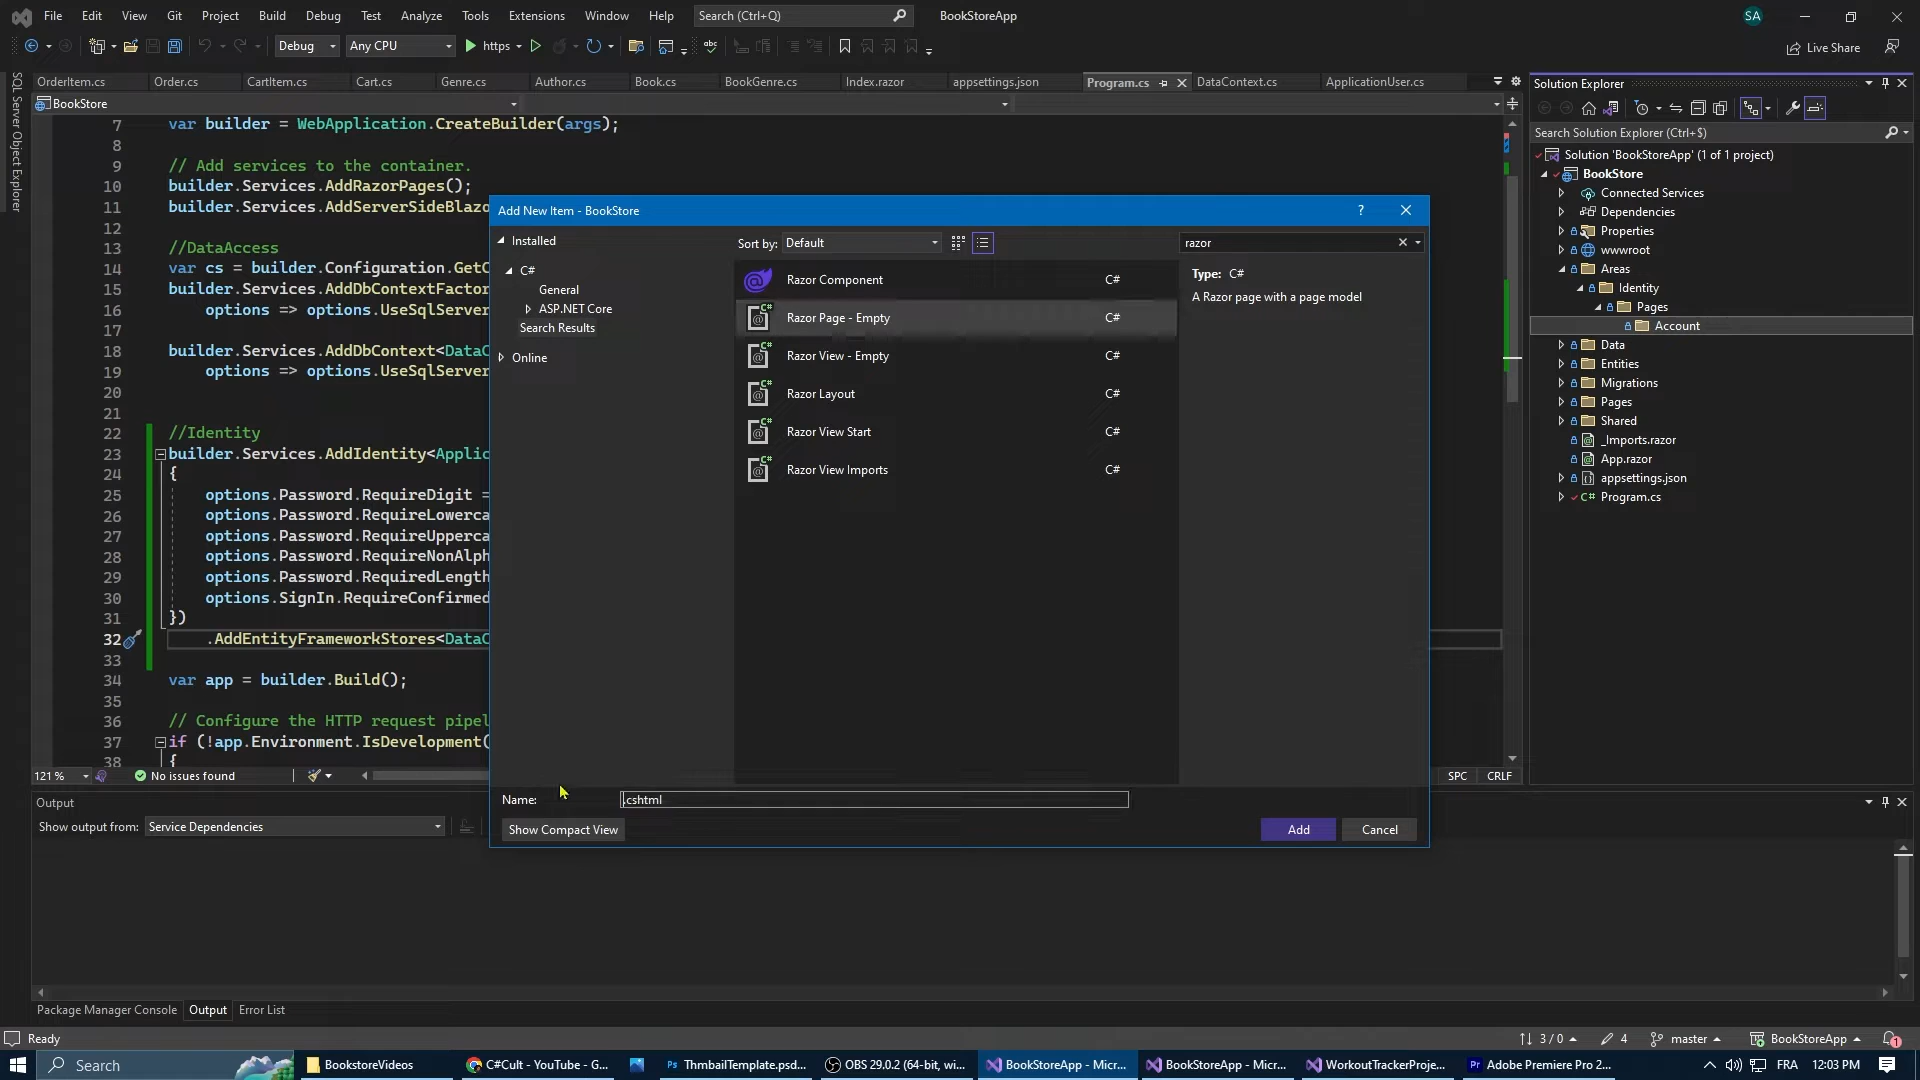 File Edit View Git Project Build Debug Test Analyze Tools Extensions Window Help Search (Ctrl+Q) BookStoreApp SA
Debug Any CPU https Live Share
OrderItem.cs Order.cs CartItem.cs Cart.cs Genre.cs Author.cs Book.cs BookGenre.cs Index.razor appsettings.json Program.cs DataContext.cs ApplicationUser.cs
SQL Server Object Explorer
BookStore
7 var builder = WebApplication.CreateBuilder(args);
8
9 // Add services to the container.
10 builder.Services.AddRazorPages();
11 builder.Services.AddServerSideBlazo
12
13 //DataAccess
14 var cs = builder.Configuration.GetC
15 builder.Services.AddDbContextFactor
16 options => options.UseSqlServer
17
18 builder.Services.AddDbContext<DataC
19 options => options.UseSqlServer
20
21
22 //Identity
23 builder.Services.AddIdentity<Applic
24 {
25 options.Password.RequireDigit =
26 options.Password.RequireLowerca
27 options.Password.RequireUpperca
28 options.Password.RequireNonAlph
29 options.Password.RequiredLength
30 options.SignIn.RequireConfirmed
31 })
32 .AddEntityFrameworkStores<DataC
33
34 var app = builder.Build();
35
36 // Configure the HTTP request pipel
37 if (!app.Environment.IsDevelopment(
38 {
121 % No issues found SPC CRLF
Add New Item - BookStore ?
Installed
C#
General
ASP.NET Core
Search Results
Online
Sort by: Default
razor
Razor Component C#
Razor Page - Empty C#
Razor View - Empty C#
Razor Layout C#
Razor View Start C#
Razor View Imports C#
Type: C#
A Razor page with a page model
Name: .cshtml
Show Compact View Add Cancel
Solution Explorer
Search Solution Explorer (Ctrl+$)
Solution 'BookStoreApp' (1 of 1 project)
BookStore
Connected Services
Dependencies
Properties
wwwroot
Areas
Identity
Pages
Account
Data
Entities
Migrations
Pages
Shared
_Imports.razor
App.razor
appsettings.json
C# Program.cs
Output
Show output from: Service Dependencies
Package Manager Console Output Error List
Ready 3 / 0 4 master BookStoreApp 1
Search BookstoreVideos C#Cult - YouTube - G... ThmbailTemplate.psd... OBS 29.0.2 (64-bit, wi... BookStoreApp - Micr... BookStoreApp - Micr... WorkoutTrackerProje... Adobe Premiere Pro 2... FRA 12:03 PM